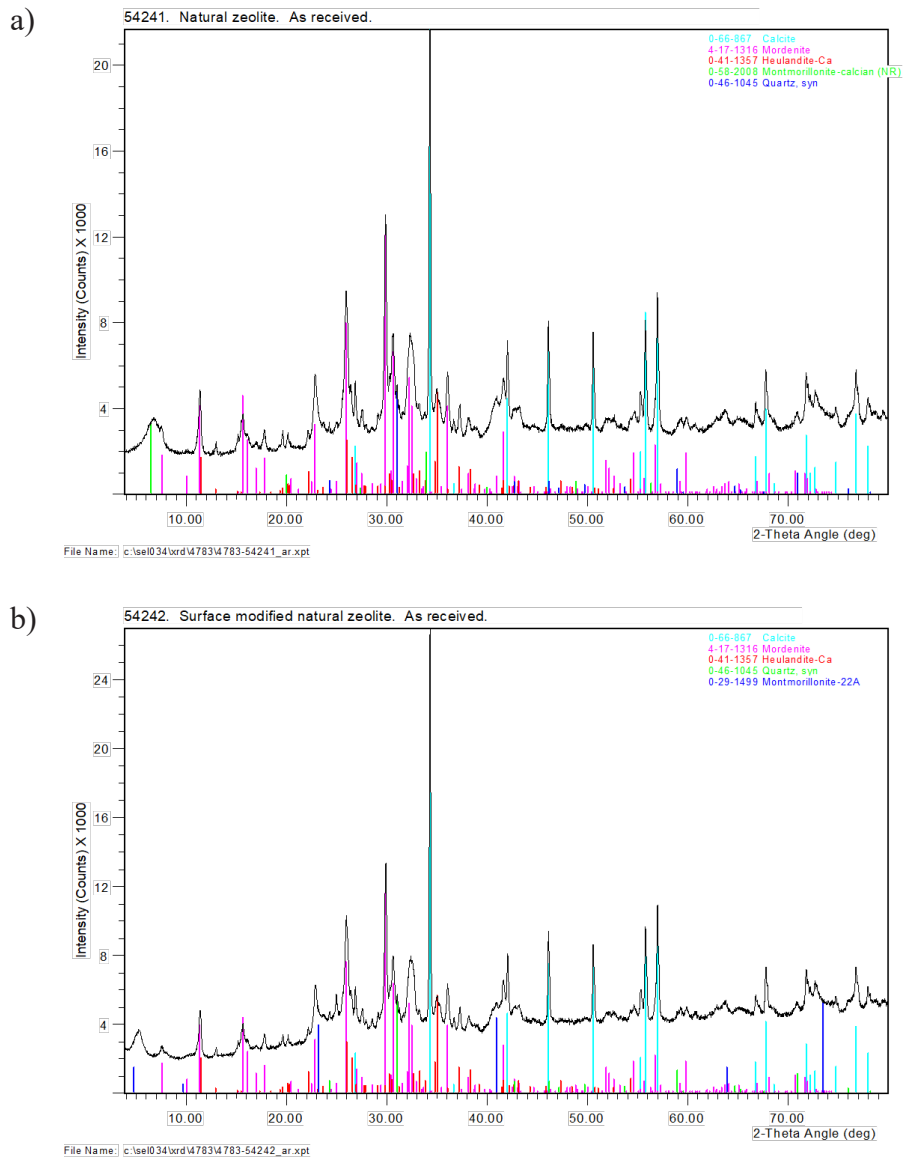 a)
54241. Natural zeolite. As received.
0-66-867 Calcite
4-17-1316 Mordenite
0-41-1357 Heulandite-Ca
0-58-2008 Montmorillonite-calcian (NR)
0-46-1045 Quartz, syn
20
16
12
8
4
Intensity (Counts) X 1000
10.00 20.00 30.00 40.00 50.00 60.00 70.00
2-Theta Angle (deg)
File Name: c:\sel034\xrd\4783\4783-54241_ar.xpt
b)
54242. Surface modified natural zeolite. As received.
0-66-867 Calcite
4-17-1316 Mordenite
0-41-1357 Heulandite-Ca
0-46-1045 Quartz, syn
0-29-1499 Montmorillonite-22A
24
20
16
12
8
4
Intensity (Counts) X 1000
10.00 20.00 30.00 40.00 50.00 60.00 70.00
2-Theta Angle (deg)
File Name: c:\sel034\xrd\4783\4783-54242_ar.xpt